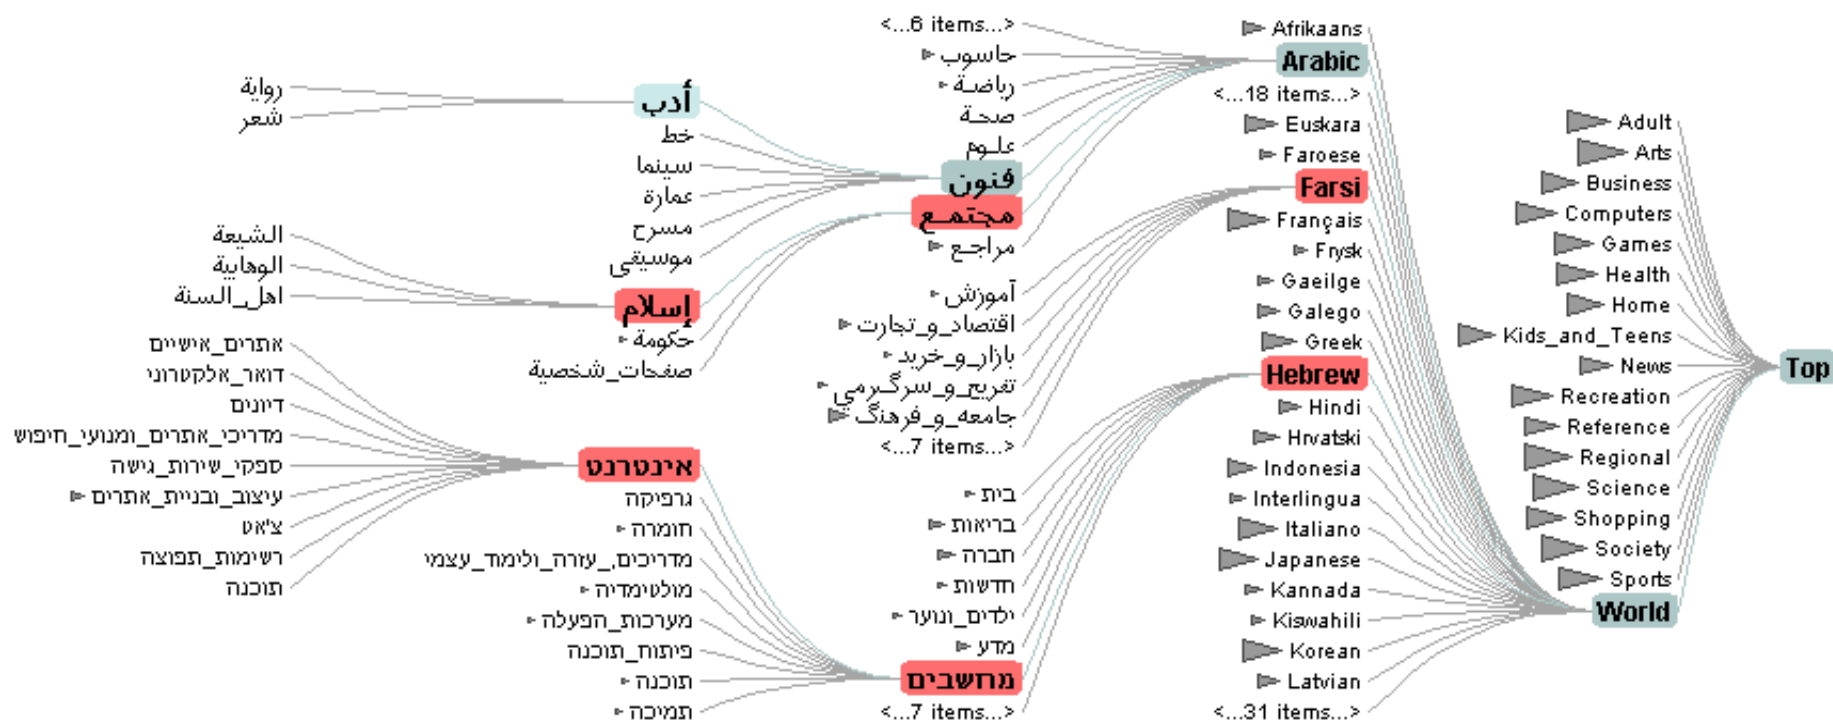 Top
Adult
Arts
Business
Computers
Games
Health
Home
Kids_and_Teens
News
Recreation
Reference
Regional
Science
Shopping
Society
Sports
World
Afrikaans
Arabic
<...18 items...>
Euskara
Faroese
Farsi
Français
Frysk
Gaeilge
Galego
Greek
Hebrew
Hindi
Hrvatski
Indonesia
Interlingua
Italiano
Japanese
Kannada
Kiswahili
Korean
Latvian
<...31 items...>
<...6 items...>
حاسوب
رياضة
صحة
علوم
فنون
مجتمع
مراجع
آموزش
اقتصاد_و_تجارت
بازار_و_خرید
تفریح_و_سرگرمي
جامعه_و_فرهنگ
<...7 items...>
בית
בריאות
חברה
חדשות
ילדים_ונוער
מדע
מחשבים
<...7 items...>
أدب
خط
سينما
عمارة
مسرح
موسيقى
إسلام
حكومة
صفحات_شخصية
אינטרנט
גרפיקה
חומרה
מדריכים,_עזרה_ולימוד_עצמי
מולטימדיה
מערכות_הפעלה
פיתוח_תוכנה
תוכנה
תמיכה
رواية
شعر
الشيعة
الوهابية
اهل_السنة
אתרים_אישיים
דואר_אלקטרוני
דיונים
מדריכי_אתרים_ומנועי_חיפוש
ספקי_שירות_גישה
עיצוב_ובניית_אתרים
צ'אט
רשימות_תפוצה
תוכנה